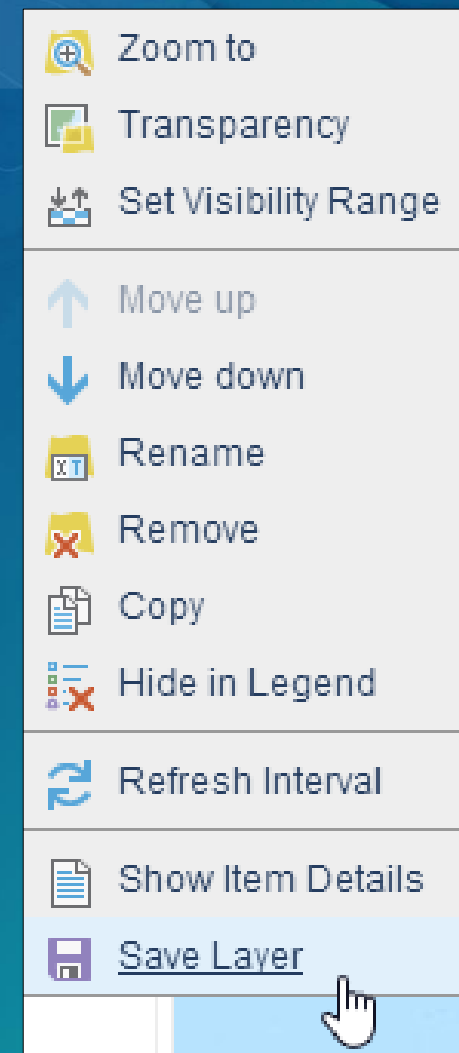 Zoom to
Transparency
Set Visibility Range
Move up
Move down
Rename
Remove
Copy
Hide in Legend
Refresh Interval
Show Item Details
Save Layer